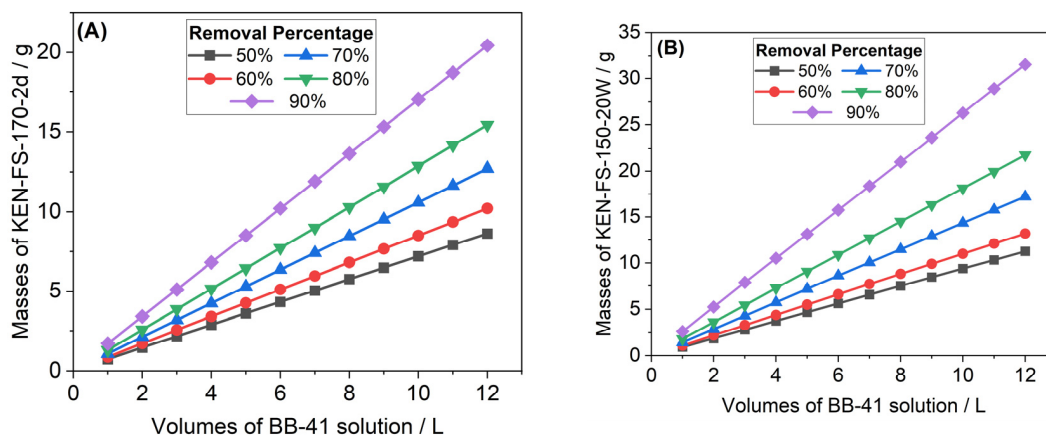 (A)
Removal Percentage
50% 70%
60% 80%
90%
Masses of KEN-FS-170-2d / g
20
15
10
5
0
0 2 4 6 8 10 12
Volumes of BB-41 solution / L
(B)
Removal Percentage
50% 70%
60% 80%
90%
Masses of KEN-FS-150-20W / g
35
30
25
20
15
10
5
0
0 2 4 6 8 10 12
Volumes of BB-41 solution / L